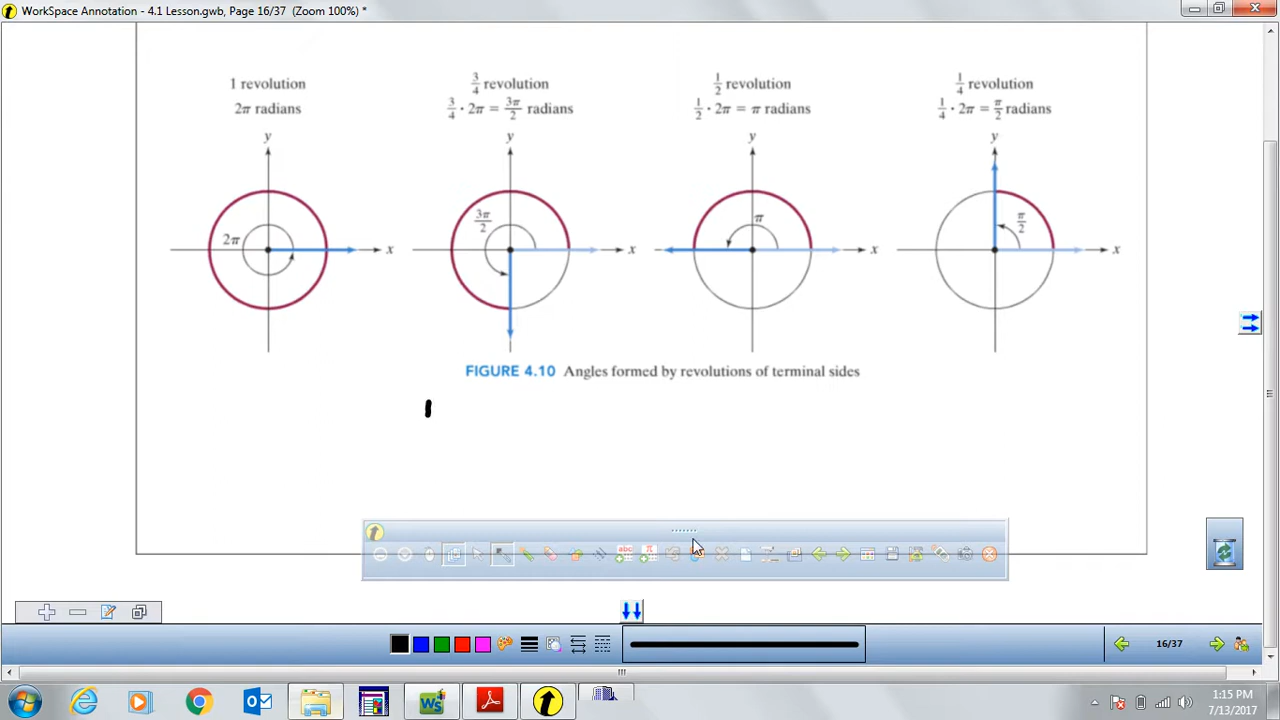 WorkSpace Annotation - 4.1 Lesson.gwb, Page 16/37 (Zoom 100%) *
1 revolution
2π radians
y
2π
x
3/4 revolution
3/4 · 2π = 3π/2 radians
y
3π/2
x
1/2 revolution
1/2 · 2π = π radians
y
π
x
1/4 revolution
1/4 · 2π = π/2 radians
y
π/2
x
FIGURE 4.10 Angles formed by revolutions of terminal sides
abc
π
16/37
1:15 PM
7/13/2017